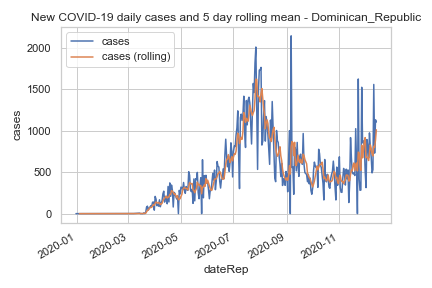 New COVID-19 daily cases and 5 day rolling mean - Dominican_Republic
cases
cases (rolling)
2000
1500
1000
500
0
cases
2020-01
2020-03
2020-05
2020-07
2020-09
2020-11
dateRep